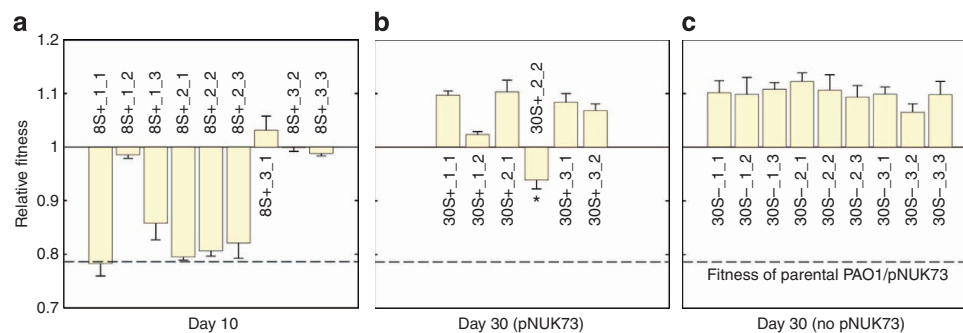 a
b
c
Relative fitness
1.2
1.1
1
0.9
0.8
0.7
8S+_1_1
8S+_1_2
8S+_1_3
8S+_2_1
8S+_2_2
8S+_2_3
8S+_3_1
8S+_3_2
8S+_3_3
Day 10
30S+_1_1
30S+_1_2
30S+_2_1
30S+_2_2
*
30S+_3_1
30S+_3_2
Day 30 (pNUK73)
30S–_1_1
30S–_1_2
30S–_1_3
30S–_2_1
30S–_2_2
30S–_2_3
30S–_3_1
30S–_3_2
30S–_3_3
Fitness of parental PAO1/pNUK73
Day 30 (no pNUK73)